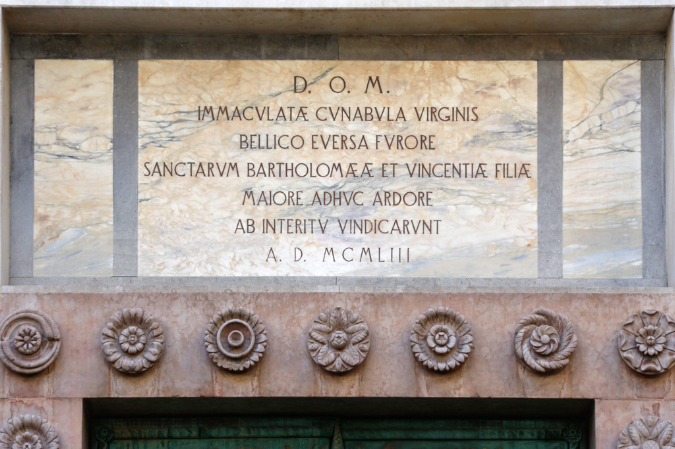 D. O. M.
IMMACVLATÆ CVNABVLA VIRGINIS
BELLICO EVERSA FVRORE
SANCTARVM BARTHOLOMÆÆ ET VINCENTIÆ FILIÆ
MAIORE ADHVC ARDORE
AB INTERITV VINDICARVNT
A. D. MCMLIII